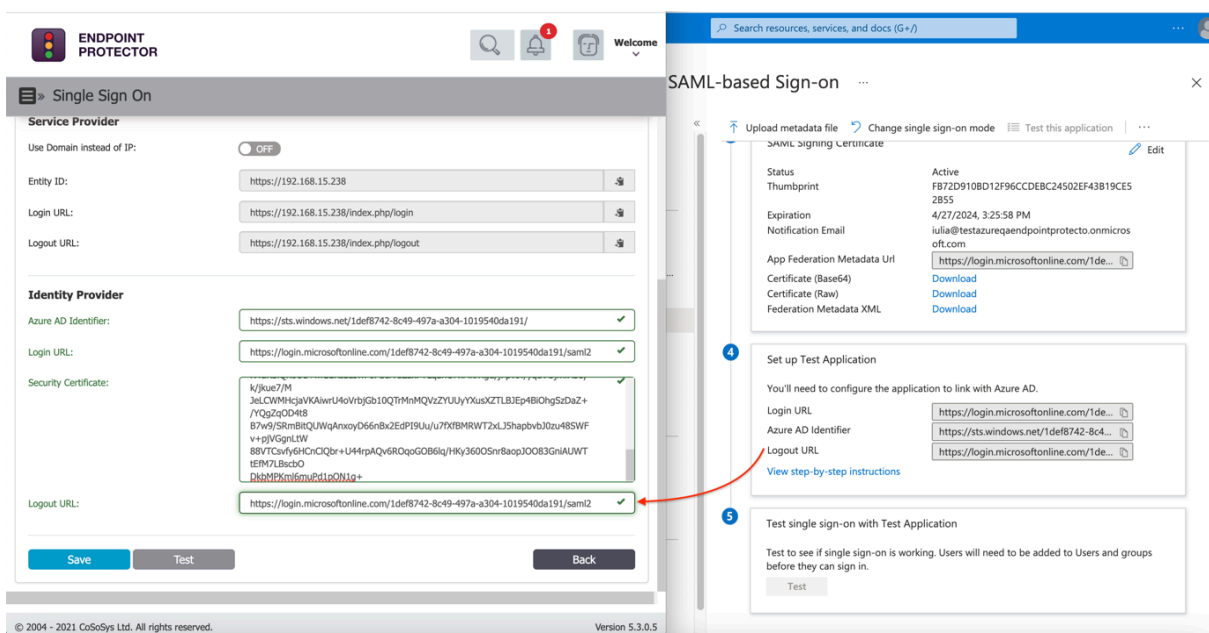 ENDPOINT
PROTECTOR
1
Welcome
Single Sign On
Service Provider
Use Domain instead of IP:
OFF
Entity ID:
https://192.168.15.238
Login URL:
https://192.168.15.238/index.php/login
Logout URL:
https://192.168.15.238/index.php/logout
Identity Provider
Azure AD Identifier:
https://sts.windows.net/1def8742-8c49-497a-a304-1019540da191/
Login URL:
https://login.microsoftonline.com/1def8742-8c49-497a-a304-1019540da191/saml2
Security Certificate:
k/jkue7/M
JeLCWMHcjaVKAiwrU4oVrbjGb10QTrMnMQVzZYUUyYXusXZTLBJEp4BiOhgSzDaZ+
/YQgZqOD4t8
B7w9/SRmBitQUWqAnxoyD66nBx2EdPI9Uu/u7fXfBMRWT2xLJ5hapbvbJ0zu48SWF
v+pjVGgnLtW
88VTCsvfy6HCnClQbr+U44rpAQv6ROqoGOB6lq/HKy360OSnr8aopJOO83GniAUWT
tEfM7LBscbO
DkbMPKml6muPd1pON1g+
Logout URL:
https://login.microsoftonline.com/1def8742-8c49-497a-a304-1019540da191/saml2
Save
Test
Back
© 2004 - 2021 CoSoSys Ltd. All rights reserved.
Version 5.3.0.5
Search resources, services, and docs (G+/)
SAML-based Sign-on
Upload metadata file
Change single sign-on mode
Test this application
SAML Signing Certificate
Edit
Status
Active
Thumbprint
FB72D910BD12F96CCDEBC24502EF43B19CE5
2B55
Expiration
4/27/2024, 3:25:58 PM
Notification Email
iulia@testazureqaendpointprotecto.onmicros
oft.com
App Federation Metadata Url
https://login.microsoftonline.com/1de...
Certificate (Base64)
Download
Certificate (Raw)
Download
Federation Metadata XML
Download
4
Set up Test Application
You'll need to configure the application to link with Azure AD.
Login URL
https://login.microsoftonline.com/1de...
Azure AD Identifier
https://sts.windows.net/1def8742-8c4...
Logout URL
https://login.microsoftonline.com/1de...
View step-by-step instructions
5
Test single sign-on with Test Application
Test to see if single sign-on is working. Users will need to be added to Users and groups
before they can sign in.
Test